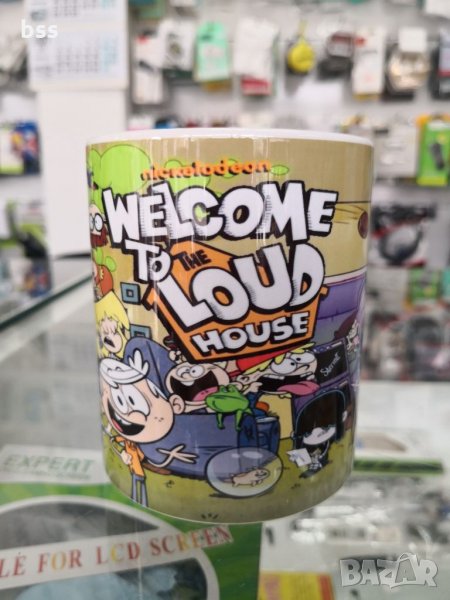 bss
nickelodeon
WELCOME
TO THE
LOUD
HOUSE
EXPERT
LE FOR LCD SCREEN
BAZAR